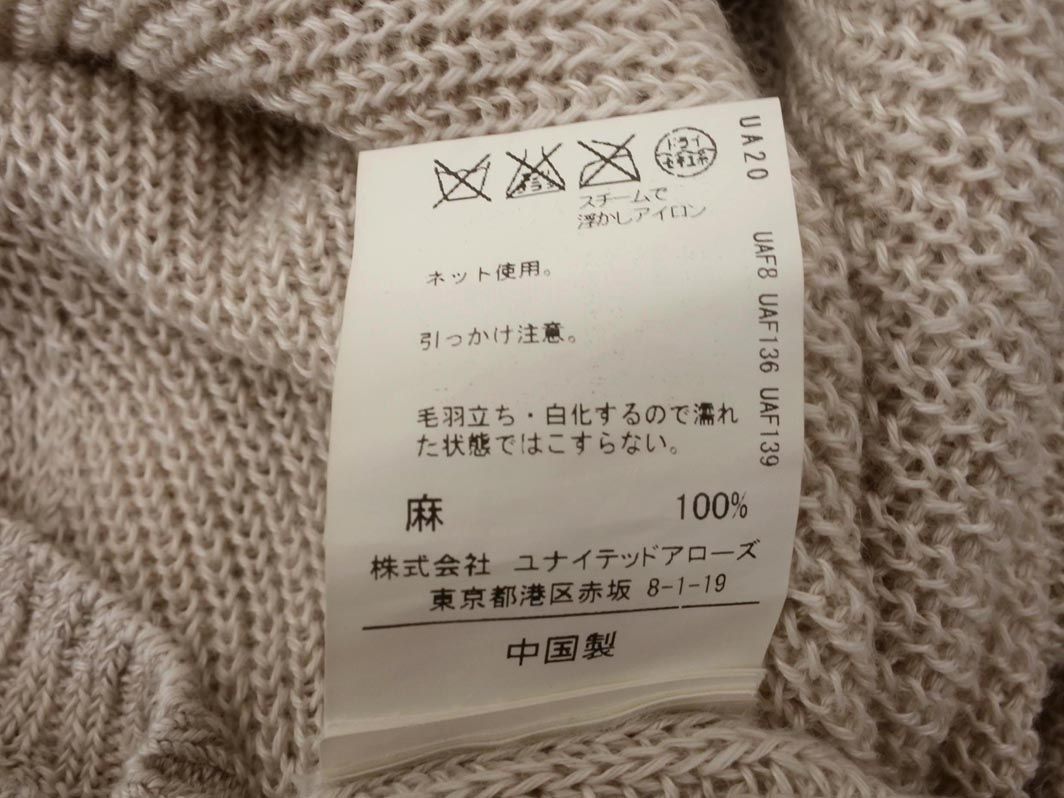 ドライ
セキユ系
スチームで
浮かしアイロン
ネット使用。
引っかけ注意。
毛羽立ち・白化するので濡れ
た状態ではこすらない。
麻 100%
株式会社 ユナイテッドアローズ
東京都港区赤坂 8-1-19
中国製
UA20 UAF8 UAF136 UAF139